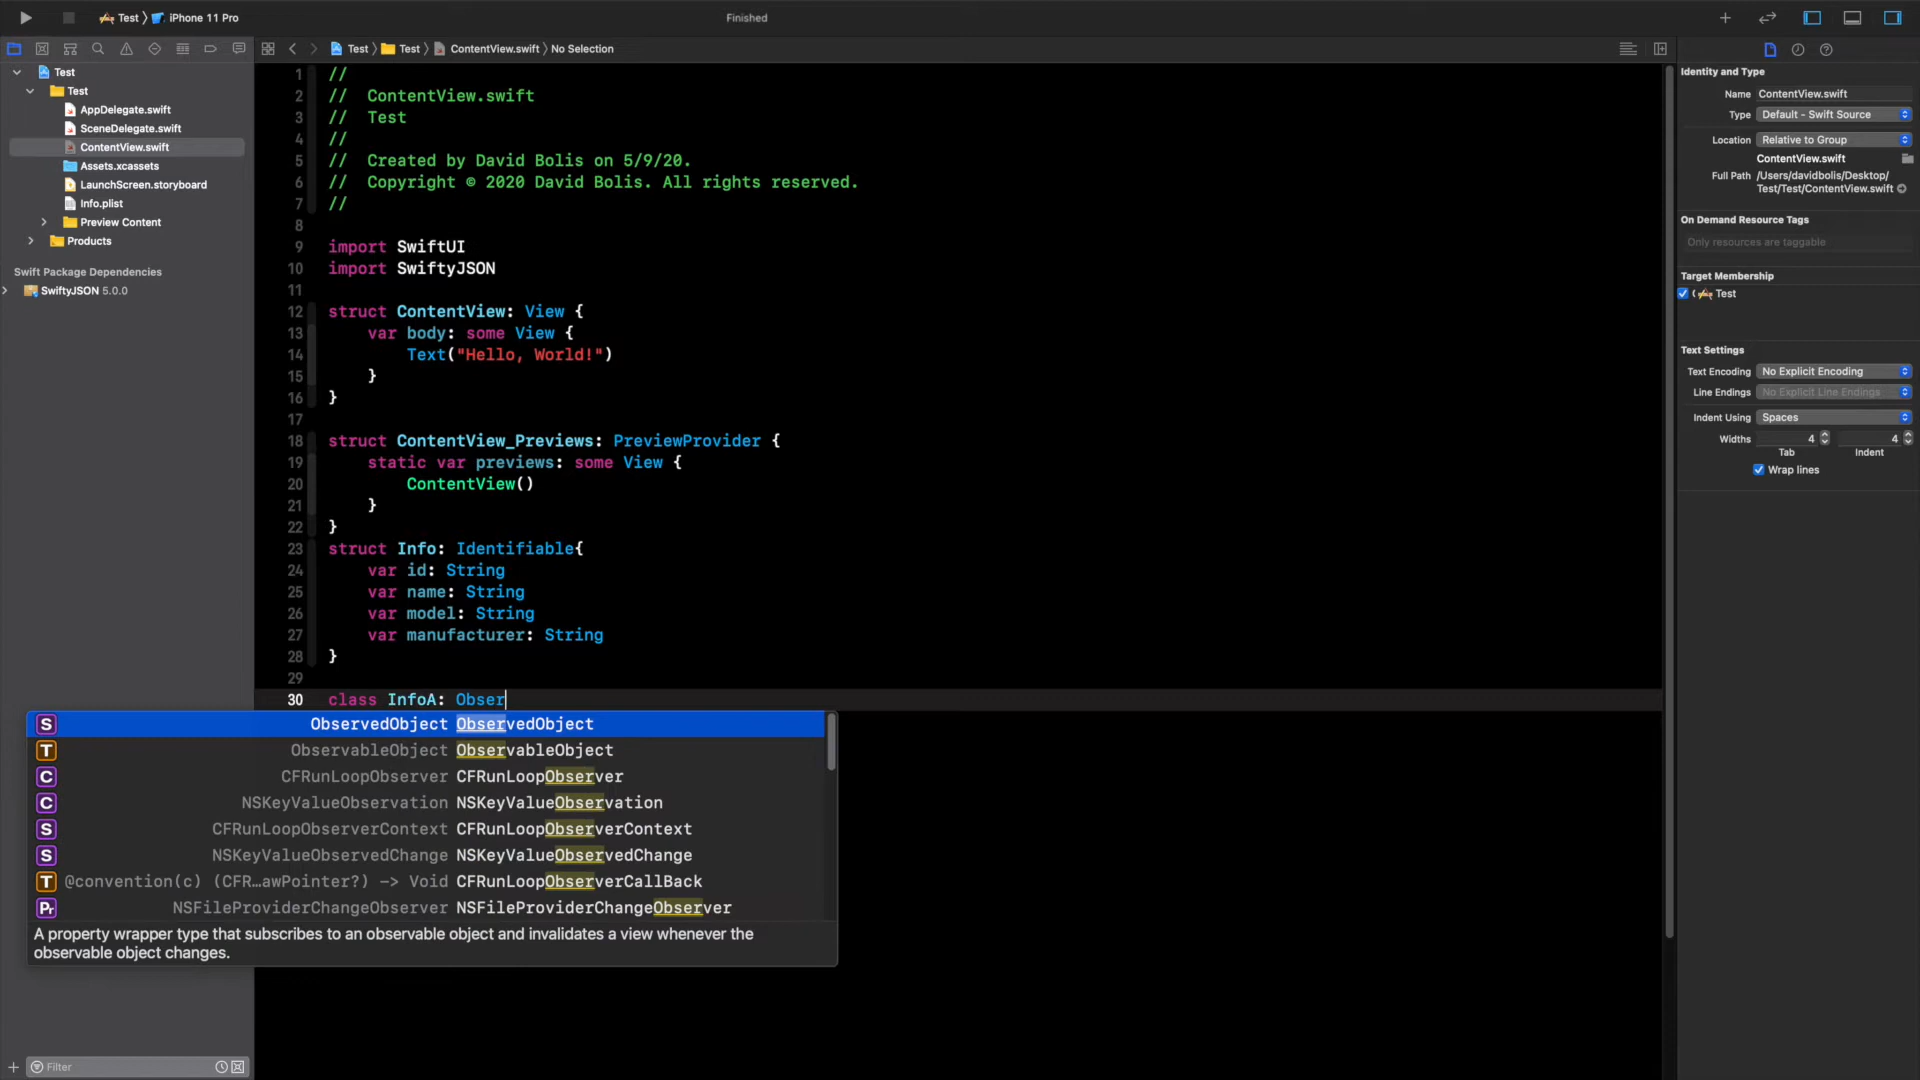 Test
iPhone 11 Pro
Finished
Test
Test
ContentView.swift
No Selection
Test
Test
AppDelegate.swift
SceneDelegate.swift
ContentView.swift
Assets.xcassets
LaunchScreen.storyboard
Info.plist
Preview Content
Products
Swift Package Dependencies
SwiftyJSON 5.0.0
Filter
1 //
2 //  ContentView.swift
3 //  Test
4 //
5 //  Created by David Bolis on 5/9/20.
6 //  Copyright © 2020 David Bolis. All rights reserved.
7 //
8
9 import SwiftUI
10 import SwiftyJSON
11
12 struct ContentView: View {
13     var body: some View {
14         Text("Hello, World!")
15     }
16 }
17
18 struct ContentView_Previews: PreviewProvider {
19     static var previews: some View {
20         ContentView()
21     }
22 }
23 struct Info: Identifiable{
24     var id: String
25     var name: String
26     var model: String
27     var manufacturer: String
28 }
29
30 class InfoA: Obser
S ObservedObject ObservedObject
T ObservableObject ObservableObject
C CFRunLoopObserver CFRunLoopObserver
C NSKeyValueObservation NSKeyValueObservation
S CFRunLoopObserverContext CFRunLoopObserverContext
S NSKeyValueObservedChange NSKeyValueObservedChange
T @convention(c) (CFR…awPointer?) -> Void CFRunLoopObserverCallBack
Pr NSFileProviderChangeObserver NSFileProviderChangeObserver
A property wrapper type that subscribes to an observable object and invalidates a view whenever the
observable object changes.
Identity and Type
Name ContentView.swift
Type Default - Swift Source
Location Relative to Group
ContentView.swift
Full Path /Users/davidbolis/Desktop/
Test/Test/ContentView.swift
On Demand Resource Tags
Only resources are taggable
Target Membership
Test
Text Settings
Text Encoding No Explicit Encoding
Line Endings No Explicit Line Endings
Indent Using Spaces
Widths 4 4
Tab Indent
Wrap lines